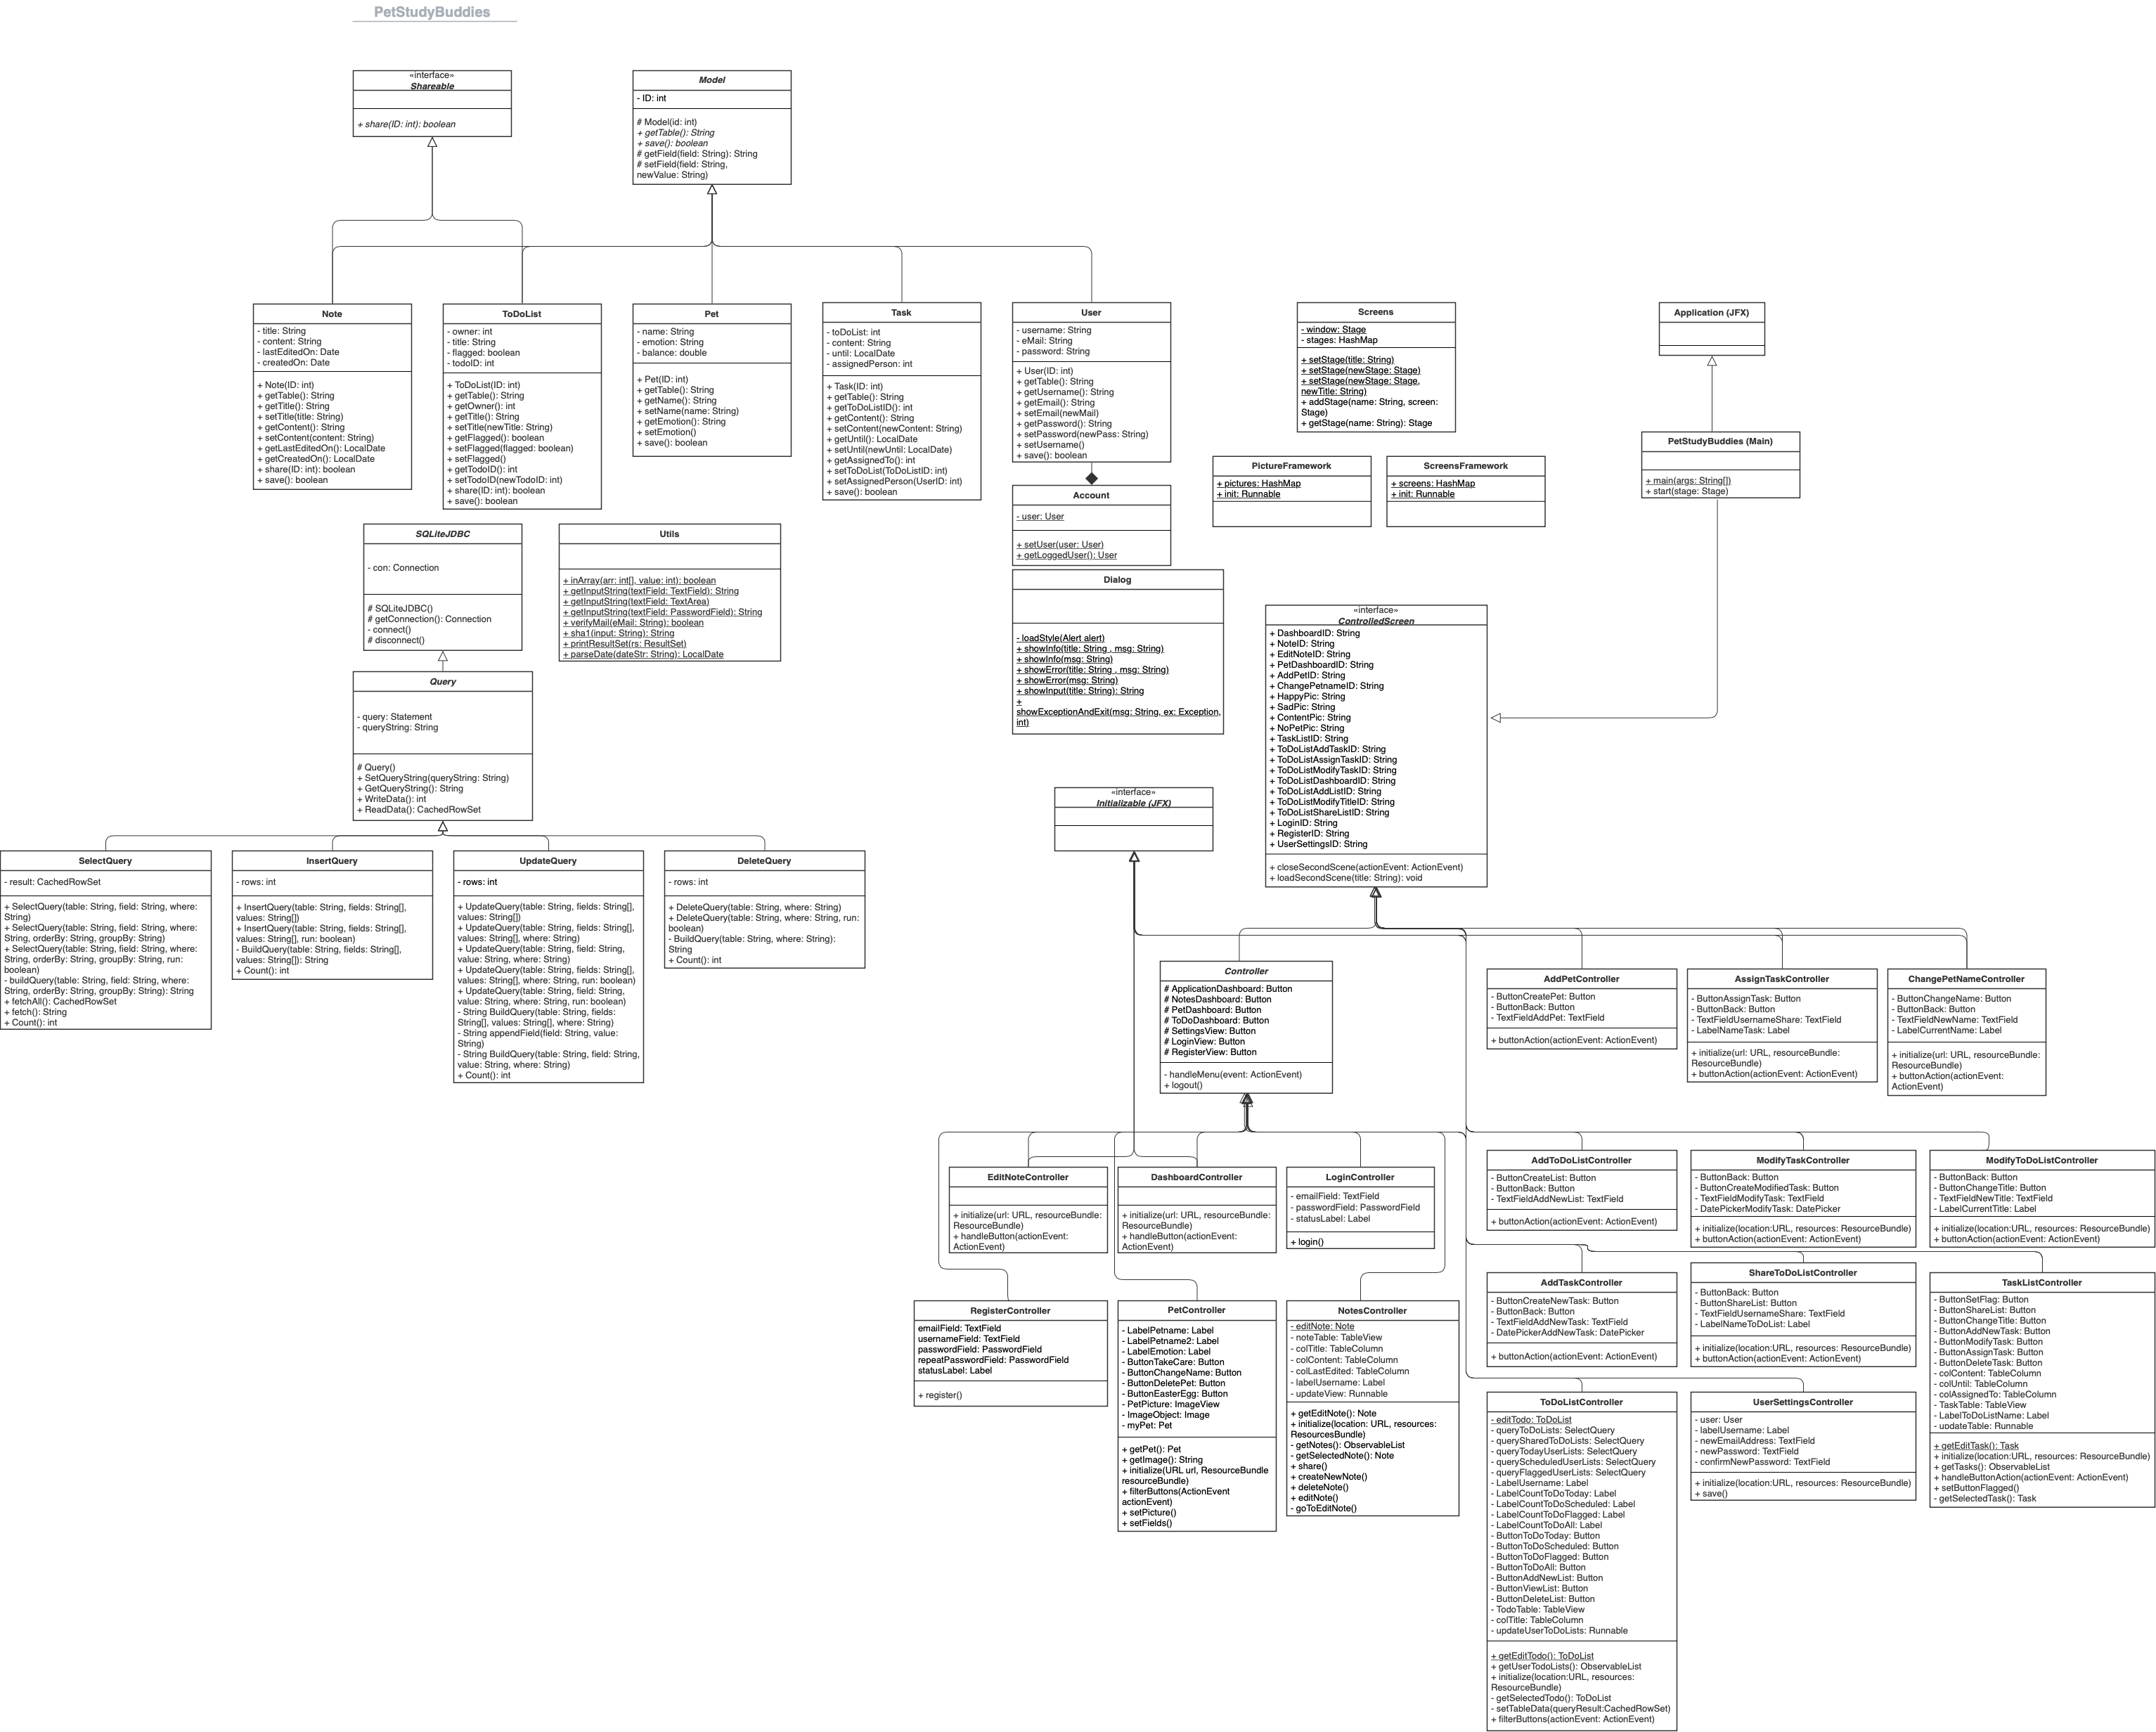 PetStudyBuddies
«interface»
Shareable
+ share(ID: int): boolean
Model
- ID: int
# Model(id: int)
+ getTable(): String
+ save(): boolean
# getField(field: String): String
# setField(field: String,
newValue: String)
Note
- title: String
- content: String
- lastEditedOn: Date
- createdOn: Date
+ Note(ID: int)
+ getTable(): String
+ getTitle(): String
+ setTitle(title: String)
+ getContent(): String
+ setContent(content: String)
+ getLastEditedOn(): LocalDate
+ getCreatedOn(): LocalDate
+ share(ID: int): boolean
+ save(): boolean
ToDoList
- owner: int
- title: String
- flagged: boolean
- todoID: int
+ ToDoList(ID: int)
+ getTable(): String
+ getOwner(): int
+ getTitle(): String
+ setTitle(newTitle: String)
+ getFlagged(): boolean
+ setFlagged(flagged: boolean)
+ setFlagged()
+ getTodoID(): int
+ setTodoID(newTodoID: int)
+ share(ID: int): boolean
+ save(): boolean
Pet
- name: String
- emotion: String
- balance: double
+ Pet(ID: int)
+ getTable(): String
+ getName(): String
+ setName(name: String)
+ getEmotion(): String
+ setEmotion()
+ save(): boolean
Task
- toDoList: int
- content: String
- until: LocalDate
- assignedPerson: int
+ Task(ID: int)
+ getTable(): String
+ getToDoListID(): int
+ getContent(): String
+ setContent(newContent: String)
+ getUntil(): LocalDate
+ setUntil(newUntil: LocalDate)
+ getAssignedTo(): int
+ setToDoList(ToDoListID: int)
+ setAssignedPerson(UserID: int)
+ save(): boolean
User
- username: String
- eMail: String
- password: String
+ User(ID: int)
+ getTable(): String
+ getUsername(): String
+ getEmail(): String
+ setEmail(newMail)
+ getPassword(): String
+ setPassword(newPass: String)
+ setUsername()
+ save(): boolean
Screens
- window: Stage
- stages: HashMap
+ setStage(title: String)
+ setStage(newStage: Stage)
+ setStage(newStage: Stage,
newTitle: String)
+ addStage(name: String, screen:
Stage)
+ getStage(name: String): Stage
Application (JFX)
PetStudyBuddies (Main)
+ main(args: String[])
+ start(stage: Stage)
PictureFramework
+ pictures: HashMap
+ init: Runnable
ScreensFramework
+ screens: HashMap
+ init: Runnable
Account
- user: User
+ setUser(user: User)
+ getLoggedUser(): User
SQLiteJDBC
- con: Connection
# SQLiteJDBC()
# getConnection(): Connection
- connect()
# disconnect()
Utils
+ inArray(arr: int[], value: int): boolean
+ getInputString(textField: TextField): String
+ getInputString(textField: TextArea)
+ getInputString(textField: PasswordField): String
+ verifyMail(eMail: String): boolean
+ sha1(input: String): String
+ printResultSet(rs: ResultSet)
+ parseDate(dateStr: String): LocalDate
Dialog
- loadStyle(Alert alert)
+ showInfo(title: String , msg: String)
+ showInfo(msg: String)
+ showError(title: String , msg: String)
+ showError(msg: String)
+ showInput(title: String): String
+
showExceptionAndExit(msg: String, ex: Exception,
int)
«interface»
ControlledScreen
+ DashboardID: String
+ NoteID: String
+ EditNoteID: String
+ PetDashboardID: String
+ AddPetID: String
+ ChangePetnameID: String
+ HappyPic: String
+ SadPic: String
+ ContentPic: String
+ NoPetPic: String
+ TaskListID: String
+ ToDoListAddTaskID: String
+ ToDoListAssignTaskID: String
+ ToDoListModifyTaskID: String
+ ToDoListDashboardID: String
+ ToDoListAddListID: String
+ ToDoListModifyTitleID: String
+ ToDoListShareListID: String
+ LoginID: String
+ RegisterID: String
+ UserSettingsID: String
+ closeSecondScene(actionEvent: ActionEvent)
+ loadSecondScene(title: String): void
Query
- query: Statement
- queryString: String
# Query()
+ SetQueryString(queryString: String)
+ GetQueryString(): String
+ WriteData(): int
+ ReadData(): CachedRowSet
«interface»
Initializable (JFX)
SelectQuery
- result: CachedRowSet
+ SelectQuery(table: String, field: String, where:
String)
+ SelectQuery(table: String, field: String, where:
String, orderBy: String, groupBy: String)
+ SelectQuery(table: String, field: String, where:
String, orderBy: String, groupBy: String, run:
boolean)
- buildQuery(table: String, field: String, where:
String, orderBy: String, groupBy: String): String
+ fetchAll(): CachedRowSet
+ fetch(): String
+ Count(): int
InsertQuery
- rows: int
+ InsertQuery(table: String, fields: String[],
values: String[])
+ InsertQuery(table: String, fields: String[],
values: String[], run: boolean)
- BuildQuery(table: String, fields: String[],
values: String[]): String
+ Count(): int
UpdateQuery
- rows: int
+ UpdateQuery(table: String, fields: String[],
values: String[])
+ UpdateQuery(table: String, fields: String[],
values: String[], where: String)
+ UpdateQuery(table: String, field: String,
value: String, where: String)
+ UpdateQuery(table: String, fields: String[],
values: String[], where: String, run: boolean)
+ UpdateQuery(table: String, field: String,
value: String, where: String, run: boolean)
- String BuildQuery(table: String, fields:
String[], values: String[], where: String)
- String appendField(field: String, value:
String)
- String BuildQuery(table: String, field: String,
value: String, where: String)
+ Count(): int
DeleteQuery
- rows: int
+ DeleteQuery(table: String, where: String)
+ DeleteQuery(table: String, where: String, run:
boolean)
- BuildQuery(table: String, where: String):
String
+ Count(): int
Controller
# ApplicationDashboard: Button
# NotesDashboard: Button
# PetDashboard: Button
# ToDoDashboard: Button
# SettingsView: Button
# LoginView: Button
# RegisterView: Button
- handleMenu(event: ActionEvent)
+ logout()
AddPetController
- ButtonCreatePet: Button
- ButtonBack: Button
- TextFieldAddPet: TextField
+ buttonAction(actionEvent: ActionEvent)
AssignTaskController
- ButtonAssignTask: Button
- ButtonBack: Button
- TextFieldUsernameShare: TextField
- LabelNameTask: Label
+ initialize(url: URL, resourceBundle:
ResourceBundle)
+ buttonAction(actionEvent: ActionEvent)
ChangePetNameController
- ButtonChangeName: Button
- ButtonBack: Button
- TextFieldNewName: TextField
- LabelCurrentName: Label
+ initialize(url: URL, resourceBundle:
ResourceBundle)
+ buttonAction(actionEvent:
ActionEvent)
EditNoteController
+ initialize(url: URL, resourceBundle:
ResourceBundle)
+ handleButton(actionEvent:
ActionEvent)
DashboardController
+ initialize(url: URL, resourceBundle:
ResourceBundle)
+ handleButton(actionEvent:
ActionEvent)
LoginController
- emailField: TextField
- passwordField: PasswordField
- statusLabel: Label
+ login()
AddToDoListController
- ButtonCreateList: Button
- ButtonBack: Button
- TextFieldAddNewList: TextField
+ buttonAction(actionEvent: ActionEvent)
ModifyTaskController
- ButtonBack: Button
- ButtonCreateModifiedTask: Button
- TextFieldModifyTask: TextField
- DatePickerModifyTask: DatePicker
+ initialize(location:URL, resources: ResourceBundle)
+ buttonAction(actionEvent: ActionEvent)
ModifyToDoListController
- ButtonBack: Button
- ButtonChangeTitle: Button
- TextFieldNewTitle: TextField
- LabelCurrentTitle: Label
+ initialize(location:URL, resources: ResourceBundle)
+ buttonAction(actionEvent: ActionEvent)
RegisterController
emailField: TextField
usernameField: TextField
passwordField: PasswordField
repeatPasswordField: PasswordField
statusLabel: Label
+ register()
PetController
- LabelPetname: Label
- LabelPetname2: Label
- LabelEmotion: Label
- ButtonTakeCare: Button
- ButtonChangeName: Button
- ButtonDeletePet: Button
- ButtonEasterEgg: Button
- PetPicture: ImageView
- ImageObject: Image
- myPet: Pet
+ getPet(): Pet
+ getImage(): String
+ initialize(URL url, ResourceBundle
resourceBundle)
+ filterButtons(ActionEvent
actionEvent)
+ setPicture()
+ setFields()
NotesController
- editNote: Note
- noteTable: TableView
- colTitle: TableColumn
- colContent: TableColumn
- colLastEdited: TableColumn
- labelUsername: Label
- updateView: Runnable
+ getEditNote(): Note
+ initialize(location: URL, resources:
ResourcesBundle)
- getNotes(): ObservableList
- getSelectedNote(): Note
+ share()
+ createNewNote()
+ deleteNote()
+ editNote()
- goToEditNote()
AddTaskController
- ButtonCreateNewTask: Button
- ButtonBack: Button
- TextFieldAddNewTask: TextField
- DatePickerAddNewTask: DatePicker
+ buttonAction(actionEvent: ActionEvent)
ShareToDoListController
- ButtonBack: Button
- ButtonShareList: Button
- TextFieldUsernameShare: TextField
- LabelNameToDoList: Label
+ initialize(location:URL, resources: ResourceBundle)
+ buttonAction(actionEvent: ActionEvent)
TaskListController
- ButtonSetFlag: Button
- ButtonShareList: Button
- ButtonChangeTitle: Button
- ButtonAddNewTask: Button
- ButtonModifyTask: Button
- ButtonAssignTask: Button
- ButtonDeleteTask: Button
- colContent: TableColumn
- colUntil: TableColumn
- colAssignedTo: TableColumn
- TaskTable: TableView
- LabelToDoListName: Label
- updateTable: Runnable
+ getEditTask(): Task
+ initialize(location:URL, resources: ResourceBundle)
+ getTasks(): ObservableList
+ handleButtonAction(actionEvent: ActionEvent)
+ setButtonFlagged()
- getSelectedTask(): Task
ToDoListController
- editTodo: ToDoList
- queryToDoLists: SelectQuery
- querySharedToDoLists: SelectQuery
- queryTodayUserLists: SelectQuery
- queryScheduledUserLists: SelectQuery
- queryFlaggedUserLists: SelectQuery
- LabelUsername: Label
- LabelCountToDoToday: Label
- LabelCountToDoScheduled: Label
- LabelCountToDoFlagged: Label
- LabelCountToDoAll: Label
- ButtonToDoToday: Button
- ButtonToDoScheduled: Button
- ButtonToDoFlagged: Button
- ButtonToDoAll: Button
- ButtonAddNewList: Button
- ButtonViewList: Button
- ButtonDeleteList: Button
- TodoTable: TableView
- colTitle: TableColumn
- updateUserToDoLists: Runnable
+ getEditTodo(): ToDoList
+ getUserTodoLists(): ObservableList
+ initialize(location:URL, resources:
ResourceBundle)
- getSelectedTodo(): ToDoList
- setTableData(queryResult:CachedRowSet)
+ filterButtons(actionEvent: ActionEvent)
UserSettingsController
- user: User
- labelUsername: Label
- newEmailAddress: TextField
- newPassword: TextField
- confirmNewPassword: TextField
+ initialize(location:URL, resources: ResourceBundle)
+ save()